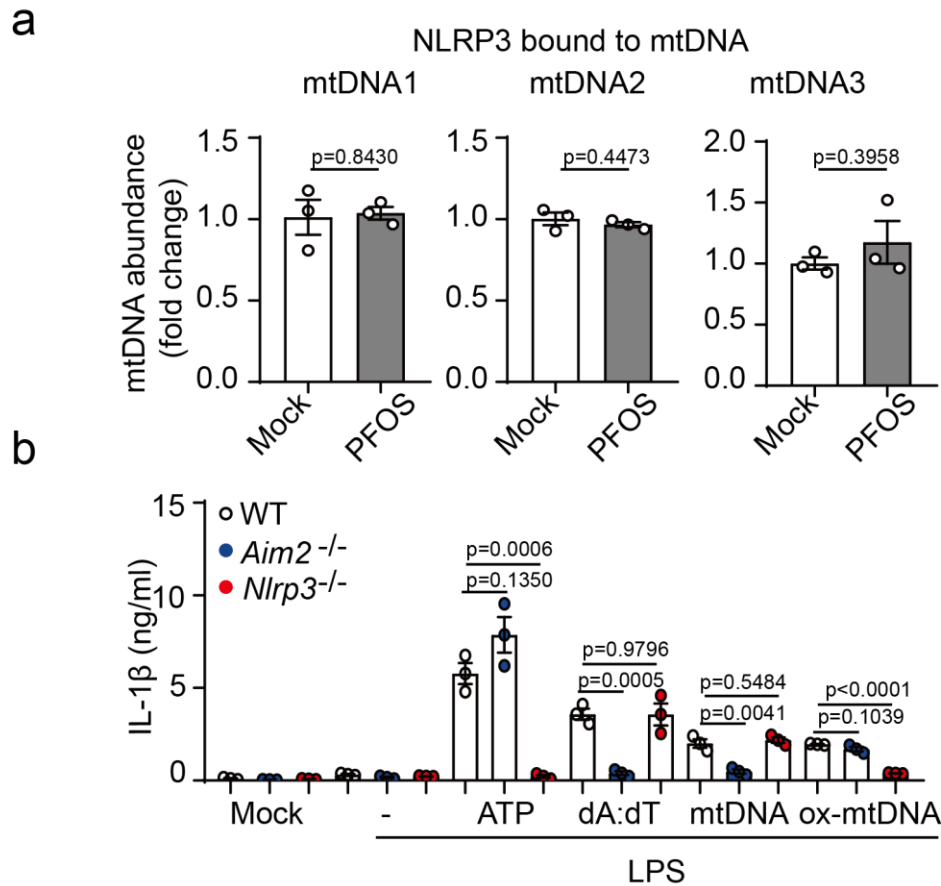 a
NLRP3 bound to mtDNA
mtDNA1 mtDNA2 mtDNA3
mtDNA abundance
(fold change)
1.5
1.0
0.5
0.0
p=0.8430
Mock
PFOS
1.5
1.0
0.5
0.0
p=0.4473
Mock
PFOS
2.0
1.5
1.0
0.5
0.0
p=0.3958
Mock
PFOS
b
IL-1β (ng/ml)
15
10
5
0
WT
Aim2 -/-
Nlrp3 -/-
p=0.0006
p=0.1350
p=0.9796
p=0.0005
p=0.5484
p=0.0041
p<0.0001
p=0.1039
Mock - ATP dA:dT mtDNA ox-mtDNA
LPS